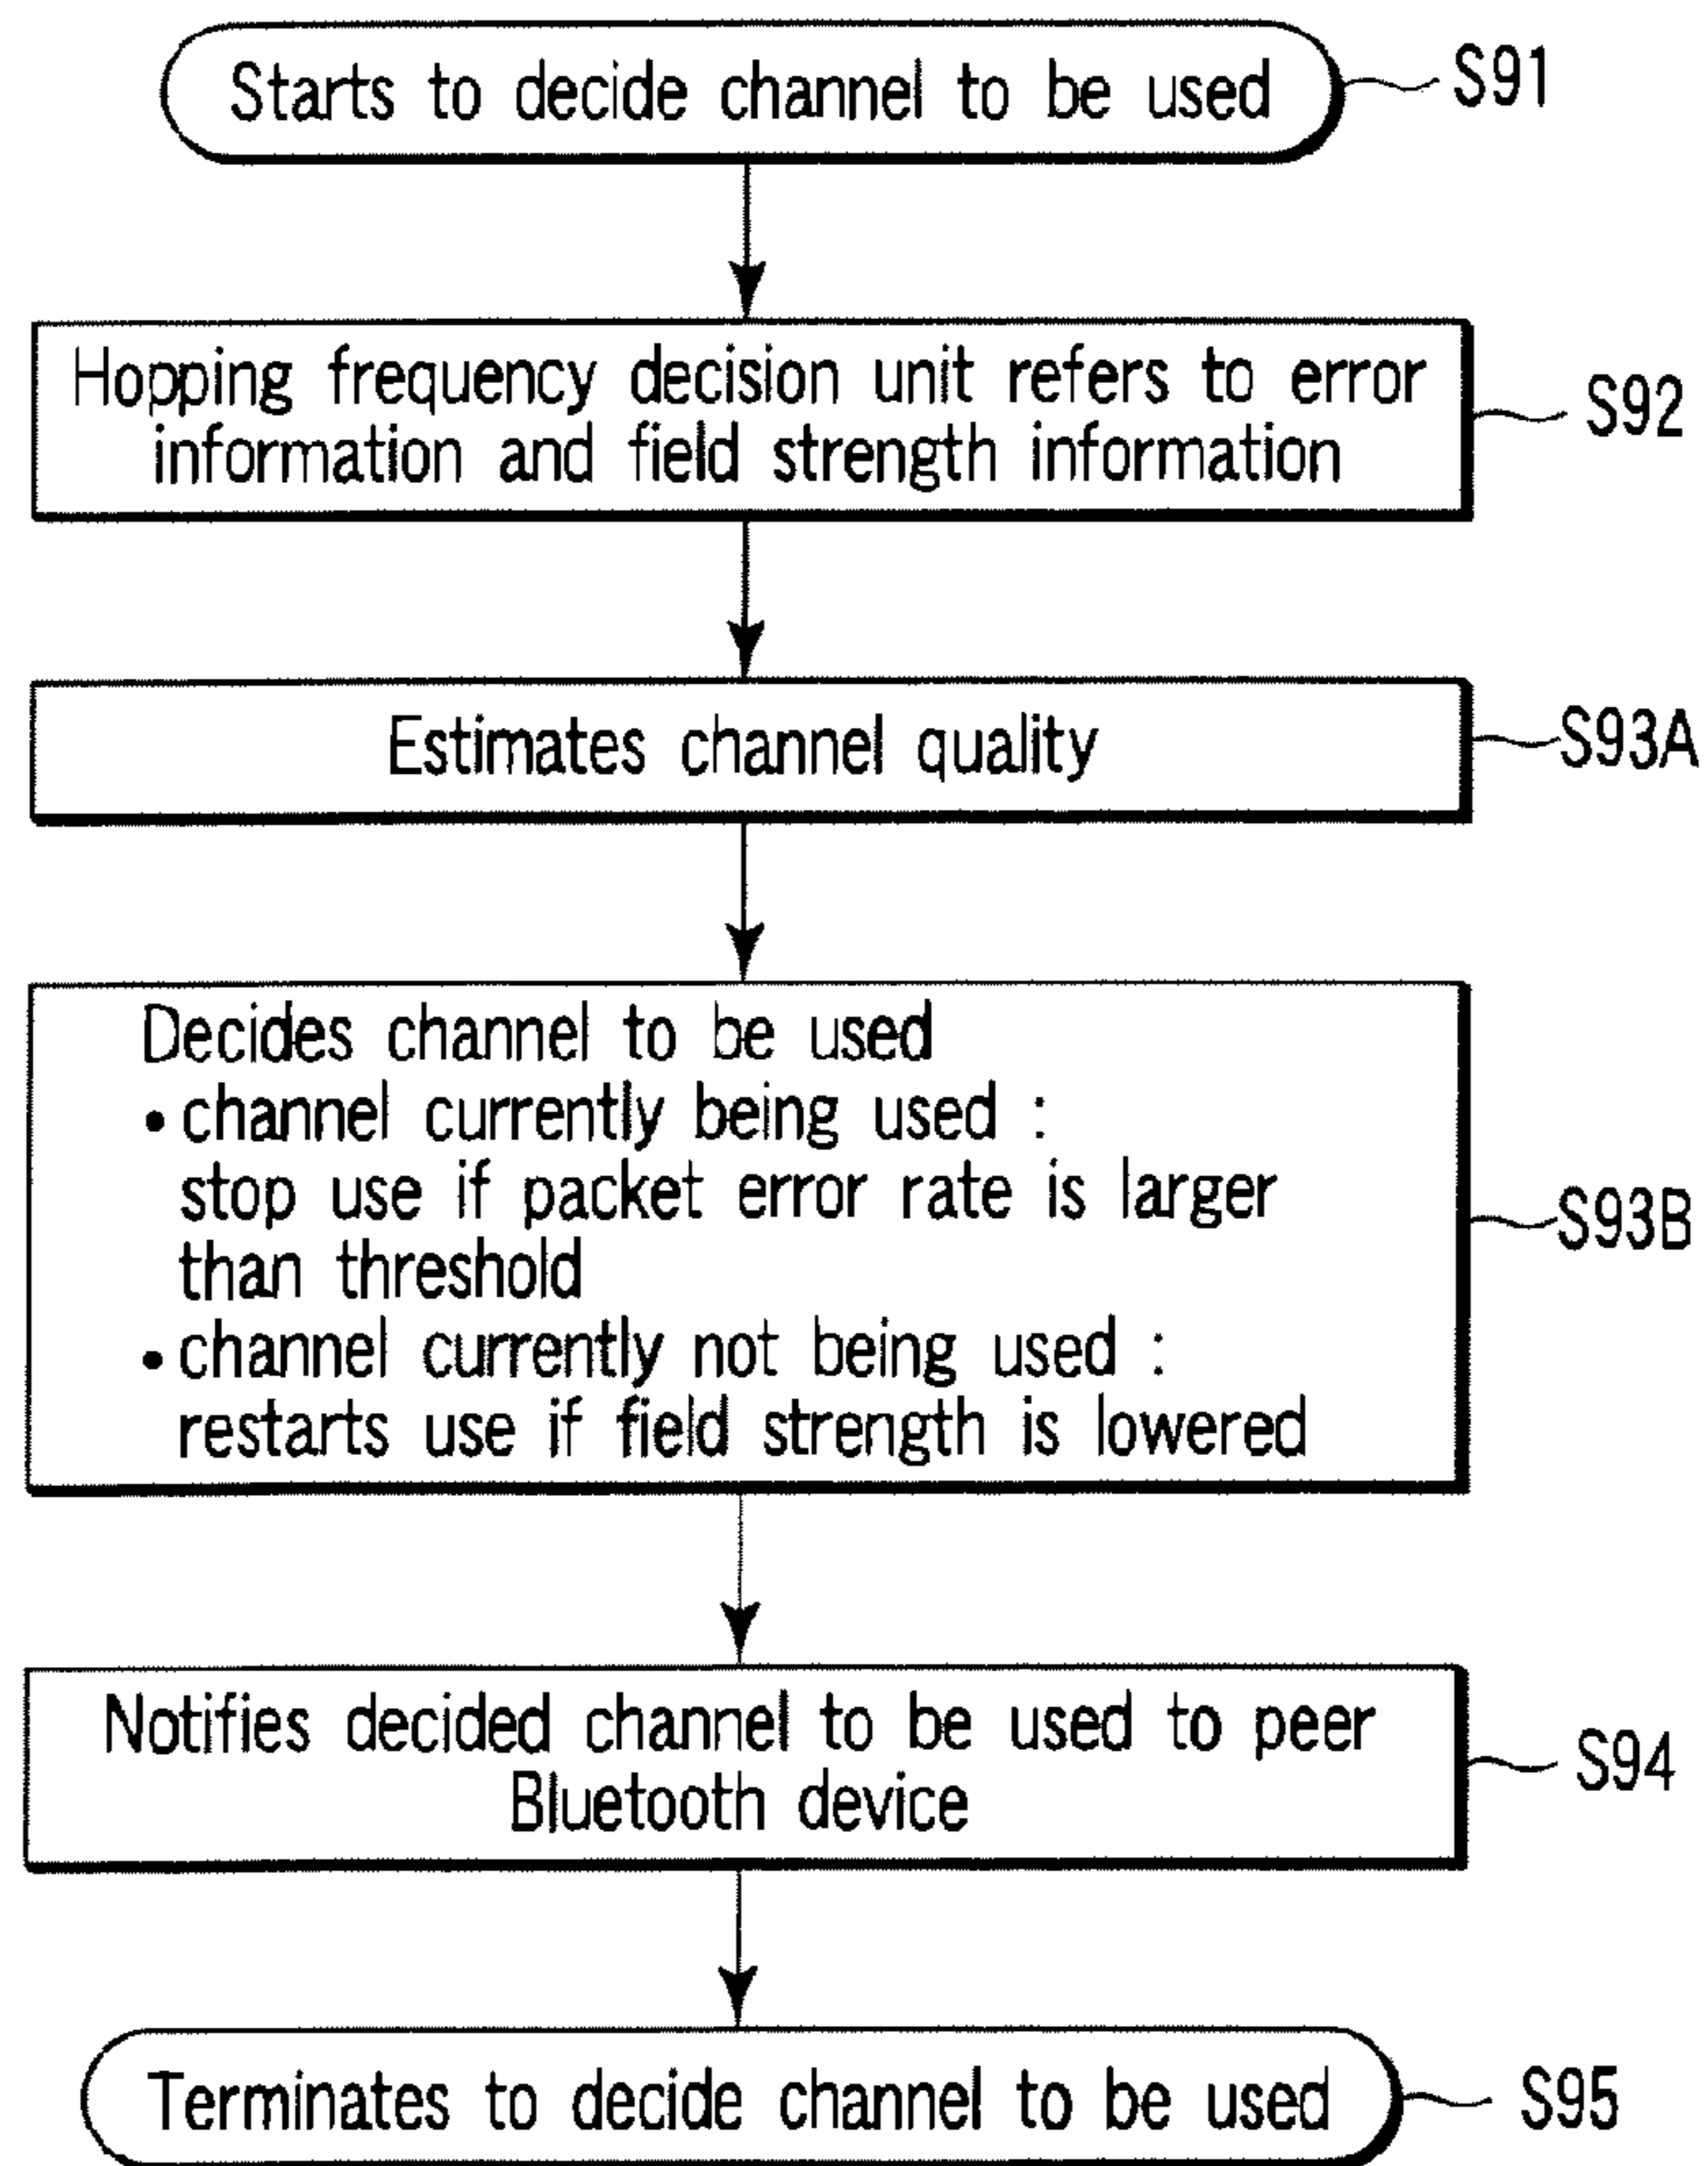 Starts to decide channel to be used
S91
Hopping frequency decision unit refers to error
information and field strength information
S92
Estimates channel quality
S93A
Decides channel to be used
• channel currently being used :
stop use if packet error rate is larger
than threshold
• channel currently not being used :
restarts use if field strength is lowered
S93B
Notifies decided channel to be used to peer
Bluetooth device
S94
Terminates to decide channel to be used
S95